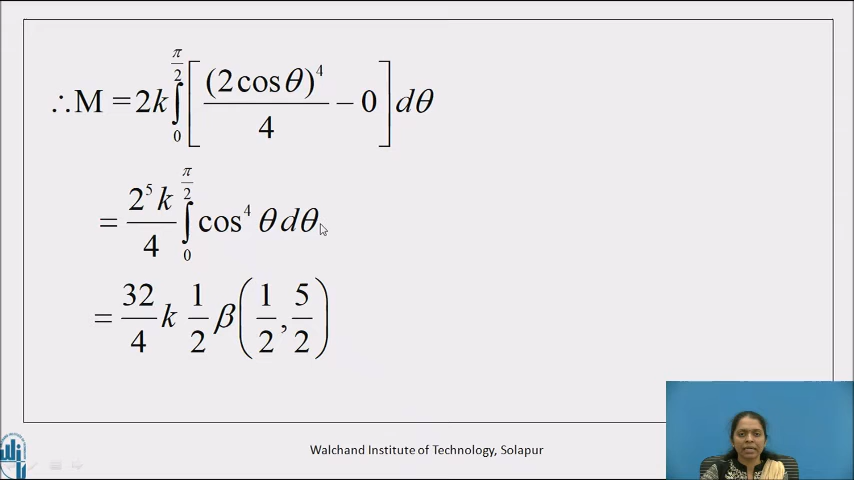 ∴M = 2k ∫₀^{π/2} [ (2cosθ)⁴ / 4 − 0 ] dθ
= 2⁵k / 4 ∫₀^{π/2} cos⁴ θ dθ
= 32/4 k 1/2 β(1/2, 5/2)
Walchand Institute of Technology, Solapur